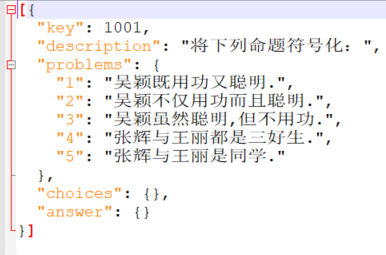 [{
"key": 1001,
"description": "将下列命题符号化：",
"problems": {
"1": "吴颖既用功又聪明.",
"2": "吴颖不仅用功而且聪明.",
"3": "吴颖虽然聪明,但不用功.",
"4": "张辉与王丽都是三好生.",
"5": "张辉与王丽是同学."
},
"choices": {},
"answer": {}
}]